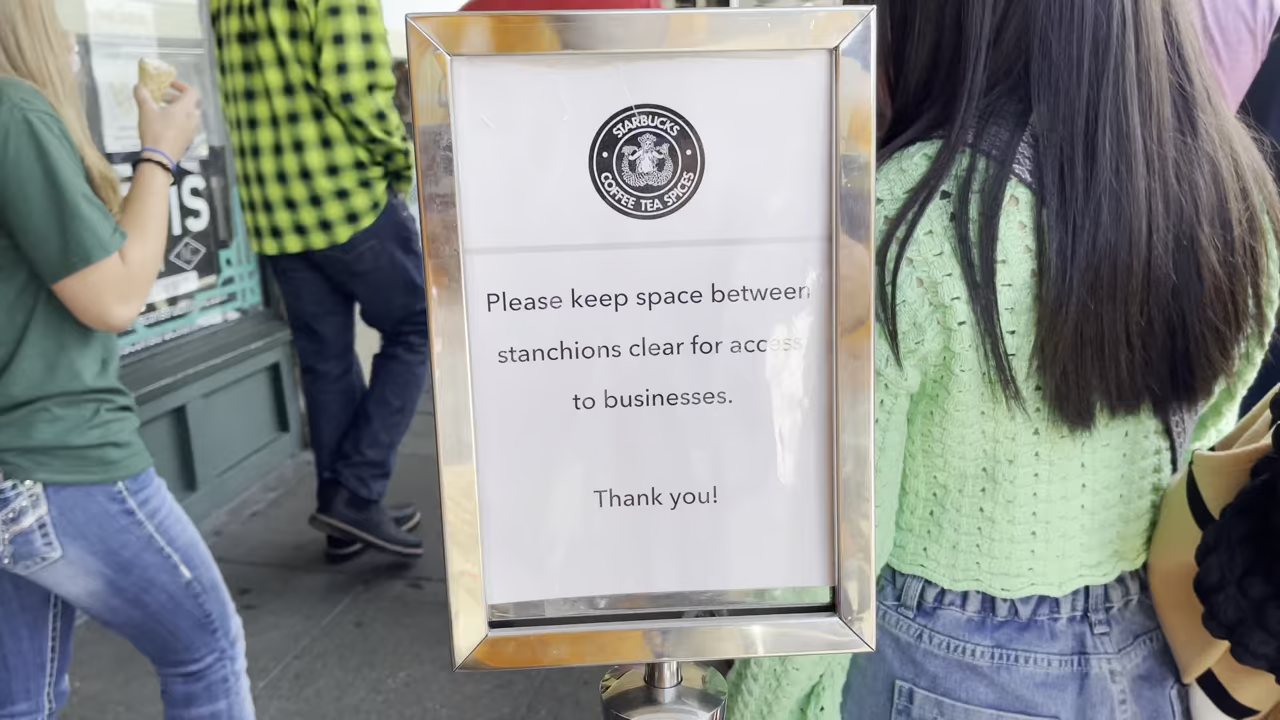 STARBUCKS
COFFEE TEA SPICES
Please keep space between
stanchions clear for access
to businesses.
Thank you!